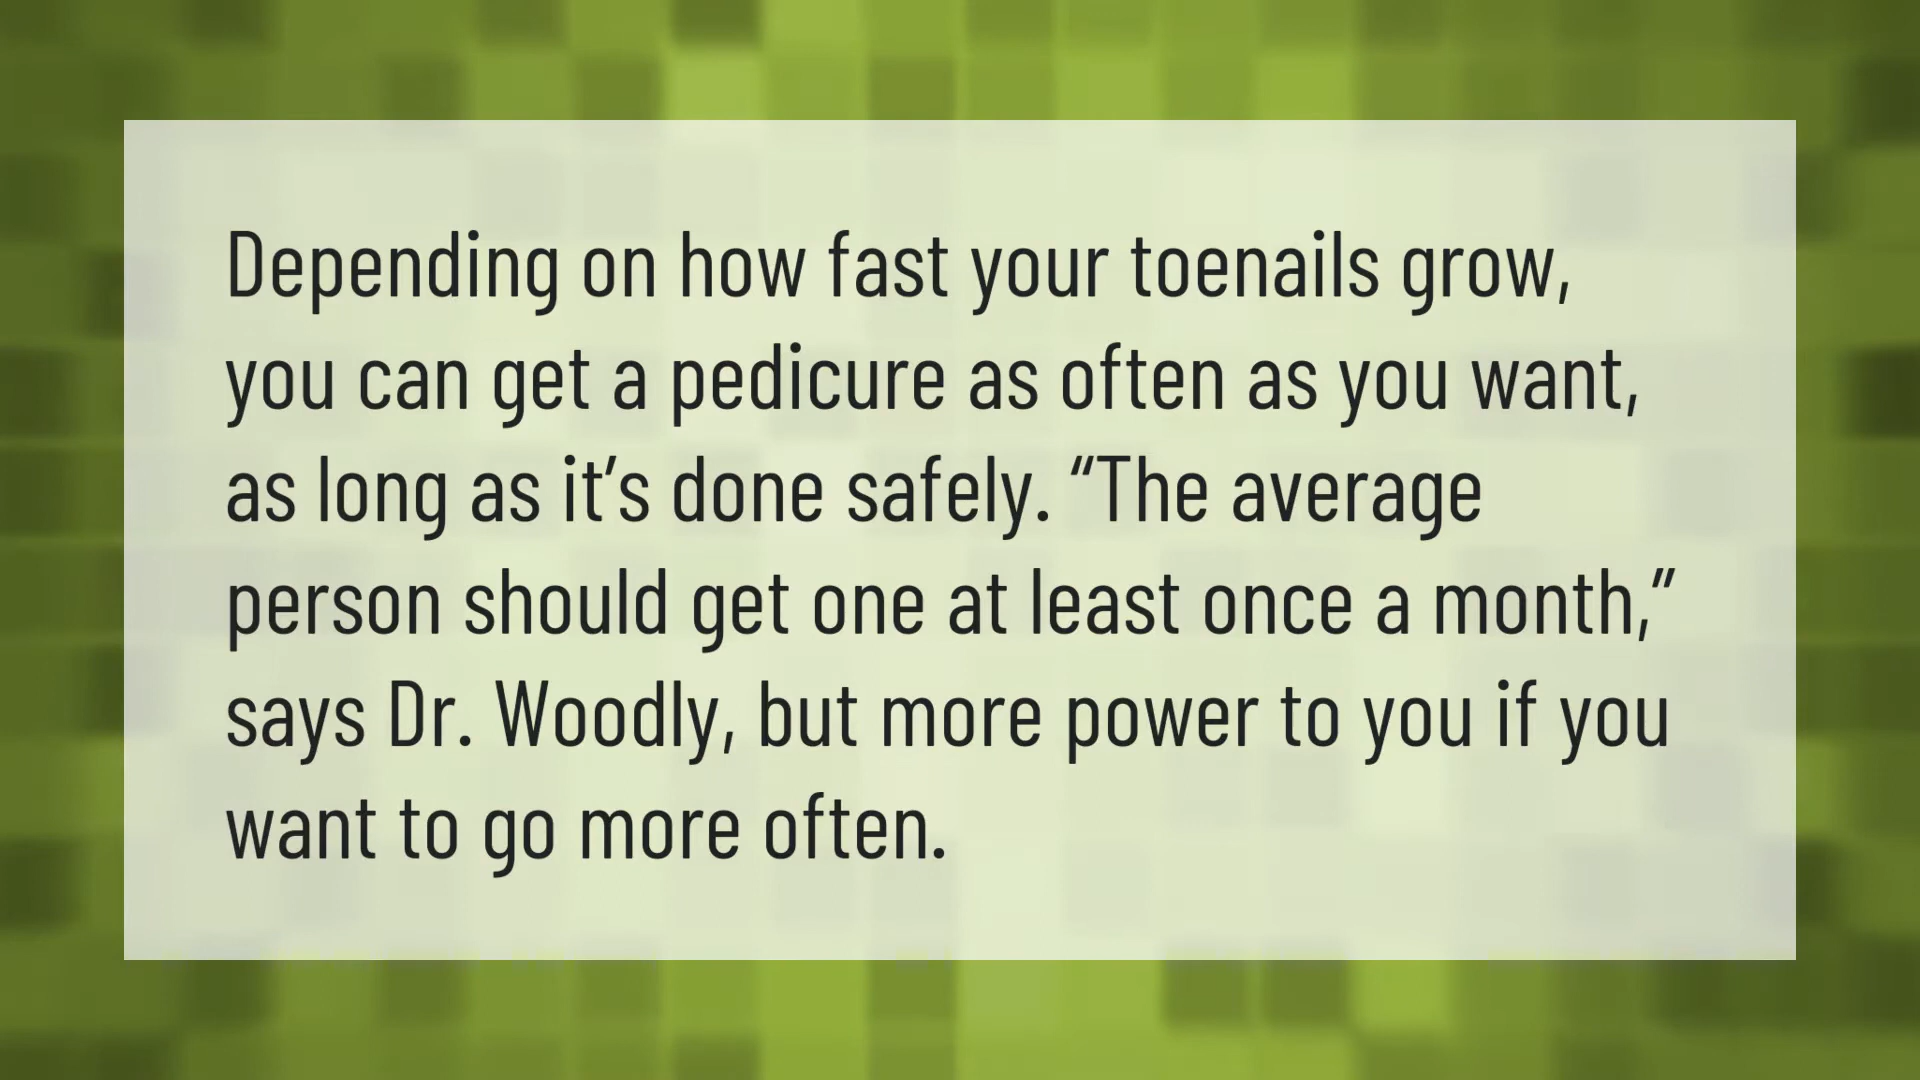 Depending on how fast your toenails grow,
you can get a pedicure as often as you want,
as long as it’s done safely. “The average
person should get one at least once a month,”
says Dr. Woodly, but more power to you if you
want to go more often.